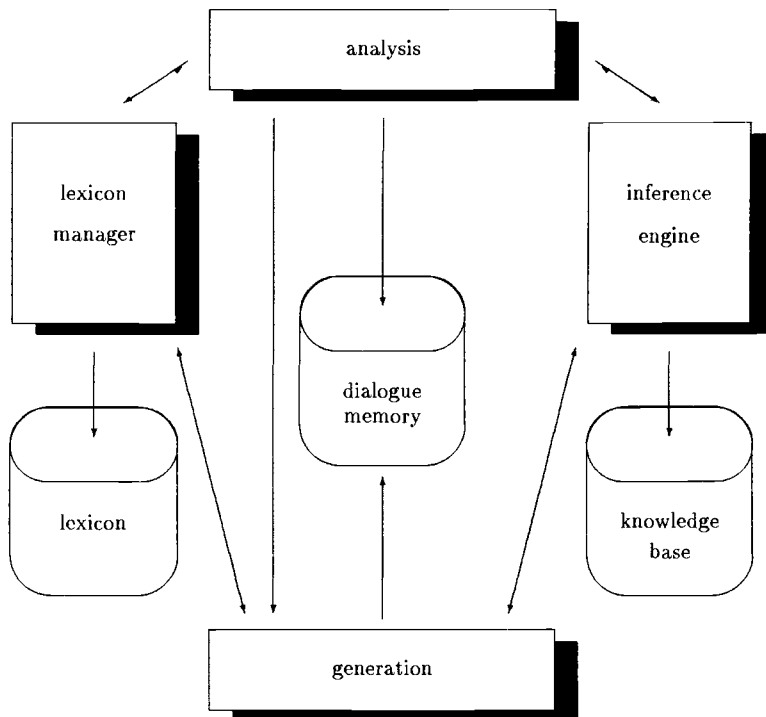 analysis
lexicon
manager
inference
engine
dialogue
memory
lexicon
knowledge
base
generation